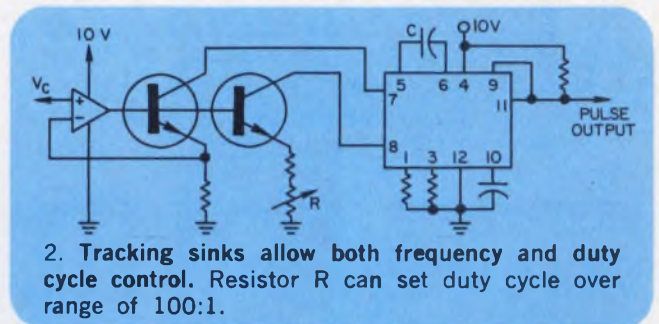 10 V
C
10V
Vc
+
−
5
6
4
9
7
11
PULSE
OUTPUT
8
1
3
12
10
R
2. Tracking sinks allow both frequency and duty
cycle control. Resistor R can set duty cycle over
range of 100:1.